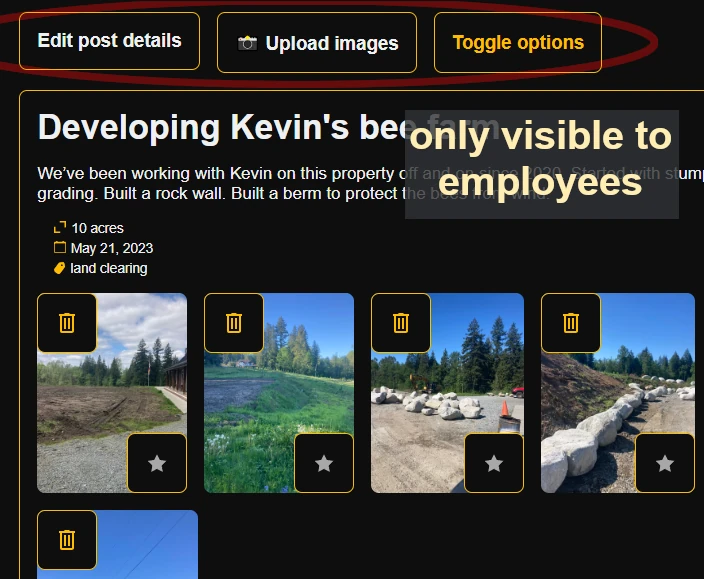 Edit post details
Upload images
Toggle options
Developing Kevin's bee farm
only visible to
employees
We've been working with Kevin on this property off and on since 2020. Started with stump
grading. Built a rock wall. Built a berm to protect the bees from wind.
10 acres
May 21, 2023
land clearing